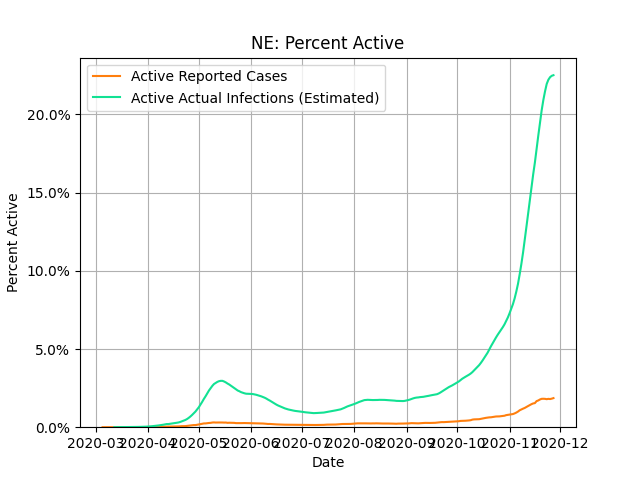 NE: Percent Active
Active Reported Cases
Active Actual Infections (Estimated)
Percent Active
20.0%
15.0%
10.0%
5.0%
0.0%
2020-03 2020-04 2020-05 2020-06 2020-07 2020-08 2020-09 2020-10 2020-11 2020-12
Date